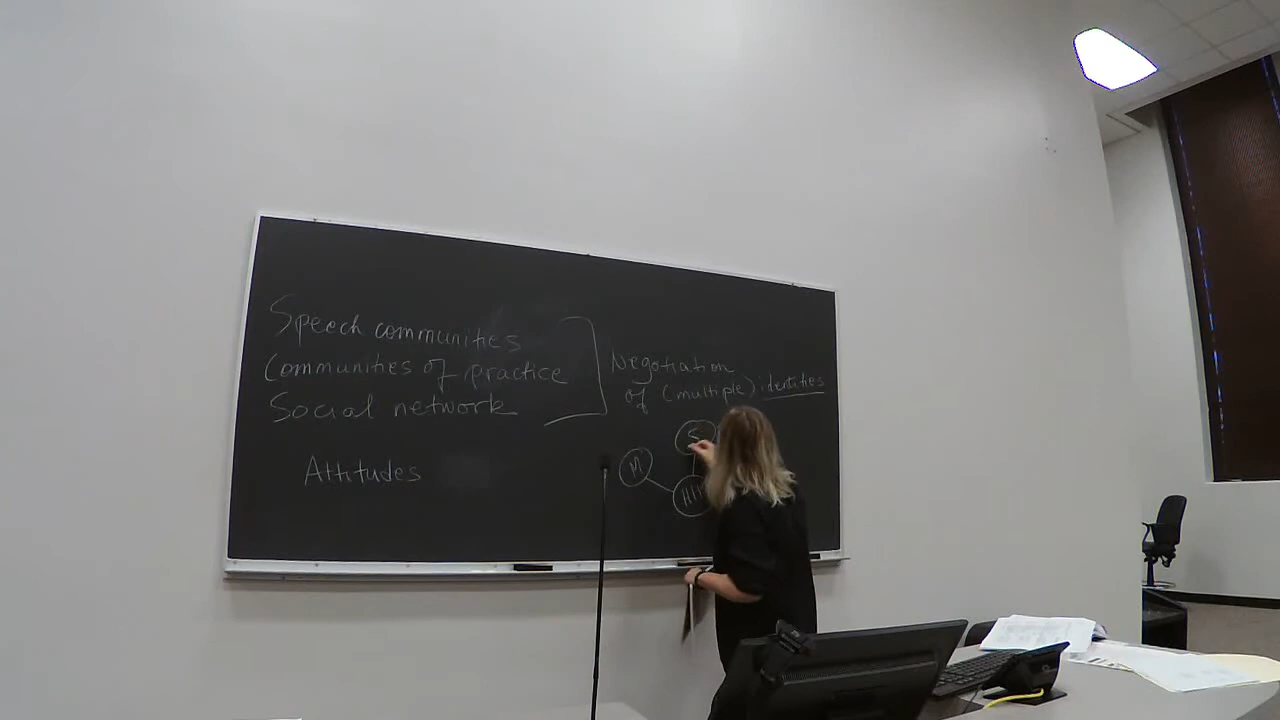 Speech communities
Communities of practice
Social network
Attitudes
Negotiation
of (multiple) identities
S
M